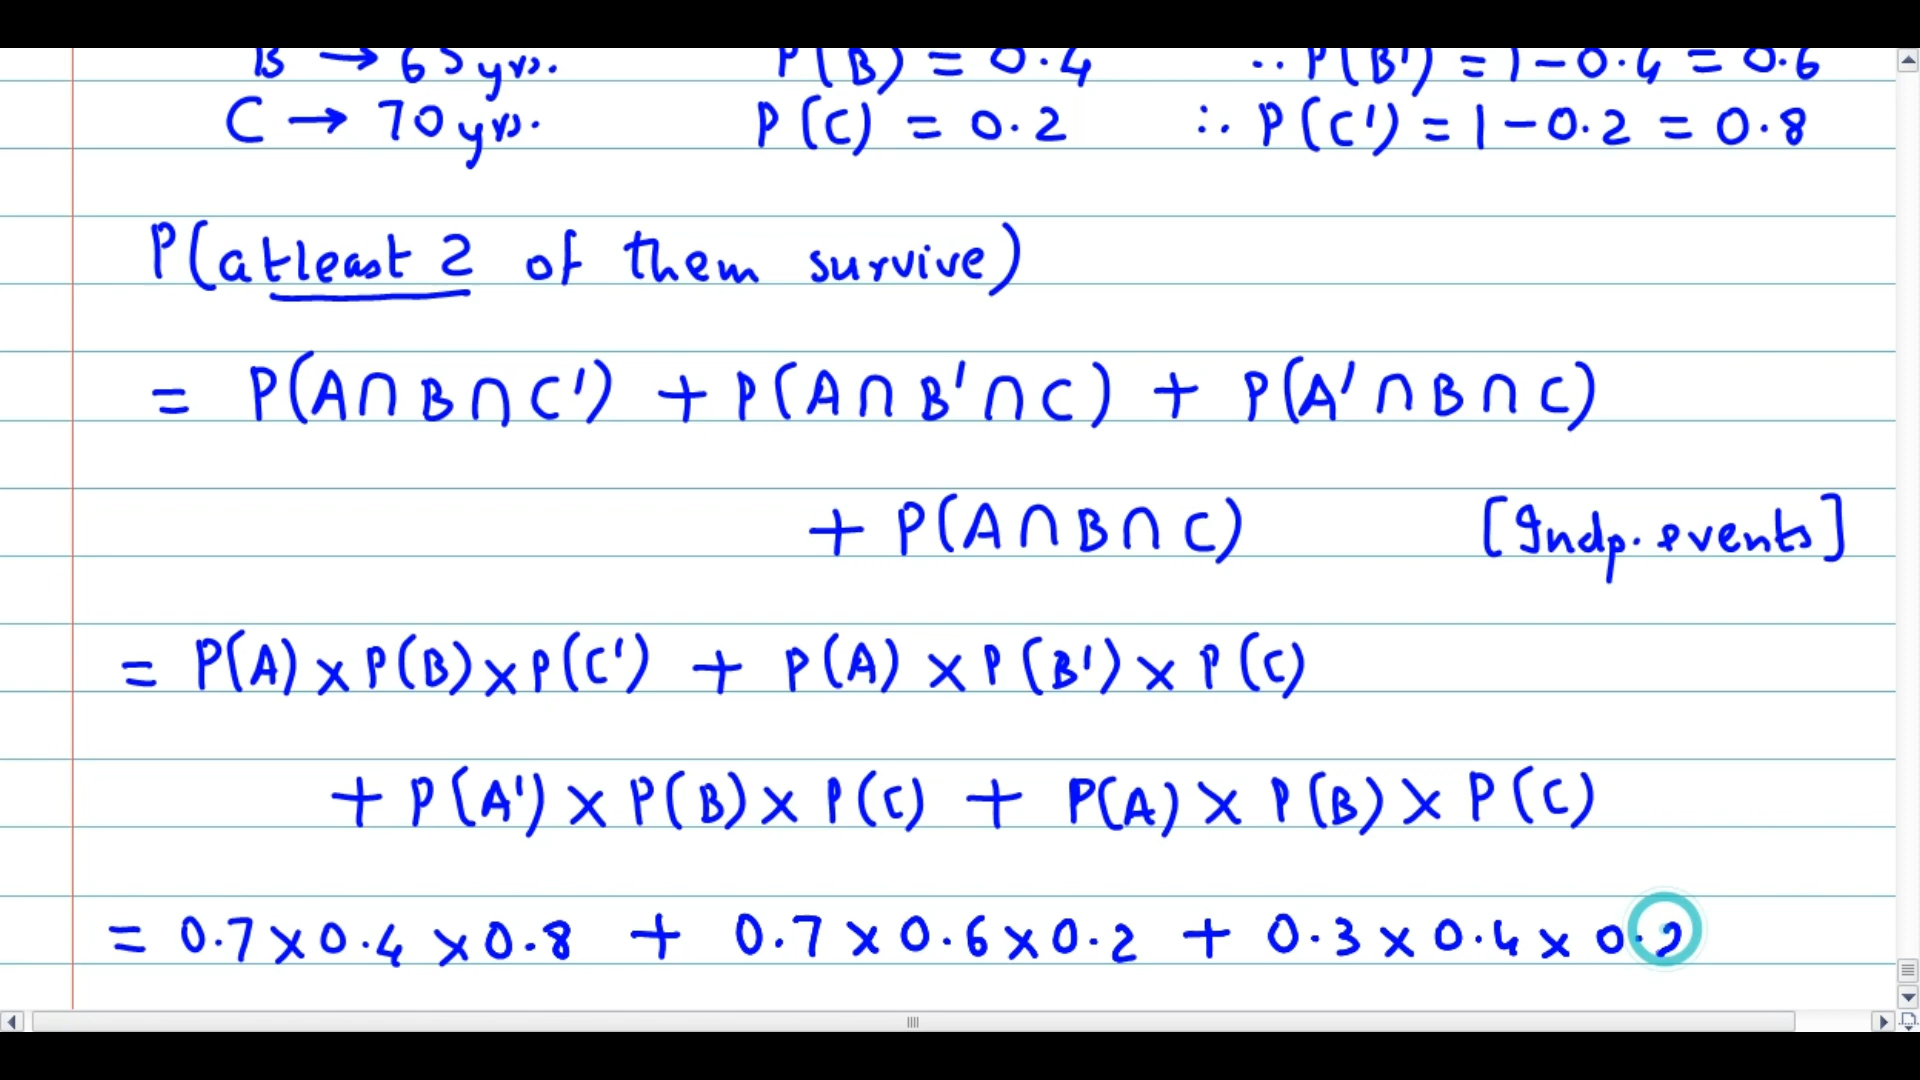 B → 65 yrs. P(B) = 0.4 ∴ P(B') = 1 - 0.4 = 0.6
C → 70 yrs. P(C) = 0.2 ∴ P(C') = 1 - 0.2 = 0.8
P(atleast 2 of them survive)
= P(A∩B∩C') + P(A∩B'∩C) + P(A'∩B∩C)
+ P(A∩B∩C) [Indp. events]
= P(A) × P(B) × P(C') + P(A) × P(B') × P(C)
+ P(A') × P(B) × P(C) + P(A) × P(B) × P(C)
= 0.7 × 0.4 × 0.8 + 0.7 × 0.6 × 0.2 + 0.3 × 0.4 × 0.2